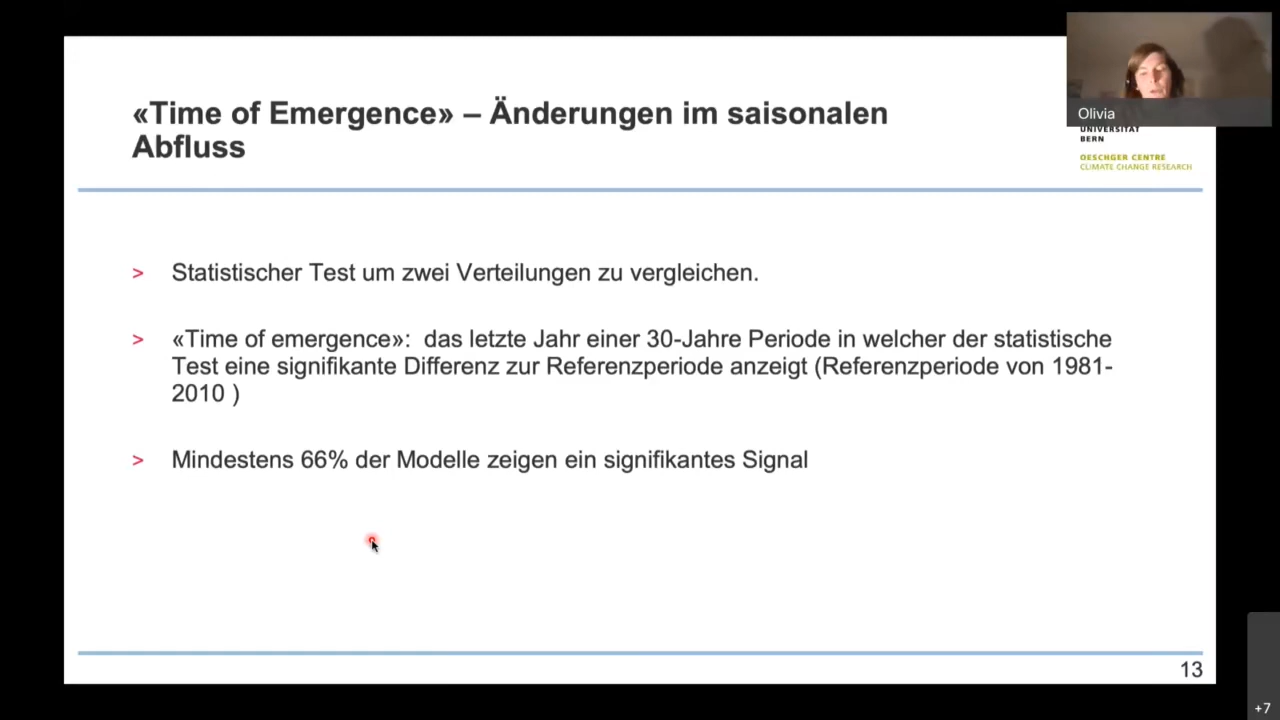 «Time of Emergence» – Änderungen im saisonalen
Abfluss
Olivia
UNIVERSITÄT
BERN
OESCHGER CENTRE
CLIMATE CHANGE RESEARCH
> Statistischer Test um zwei Verteilungen zu vergleichen.
> «Time of emergence»: das letzte Jahr einer 30-Jahre Periode in welcher der statistische
Test eine signifikante Differenz zur Referenzperiode anzeigt (Referenzperiode von 1981-
2010 )
> Mindestens 66% der Modelle zeigen ein signifikantes Signal
13
+7